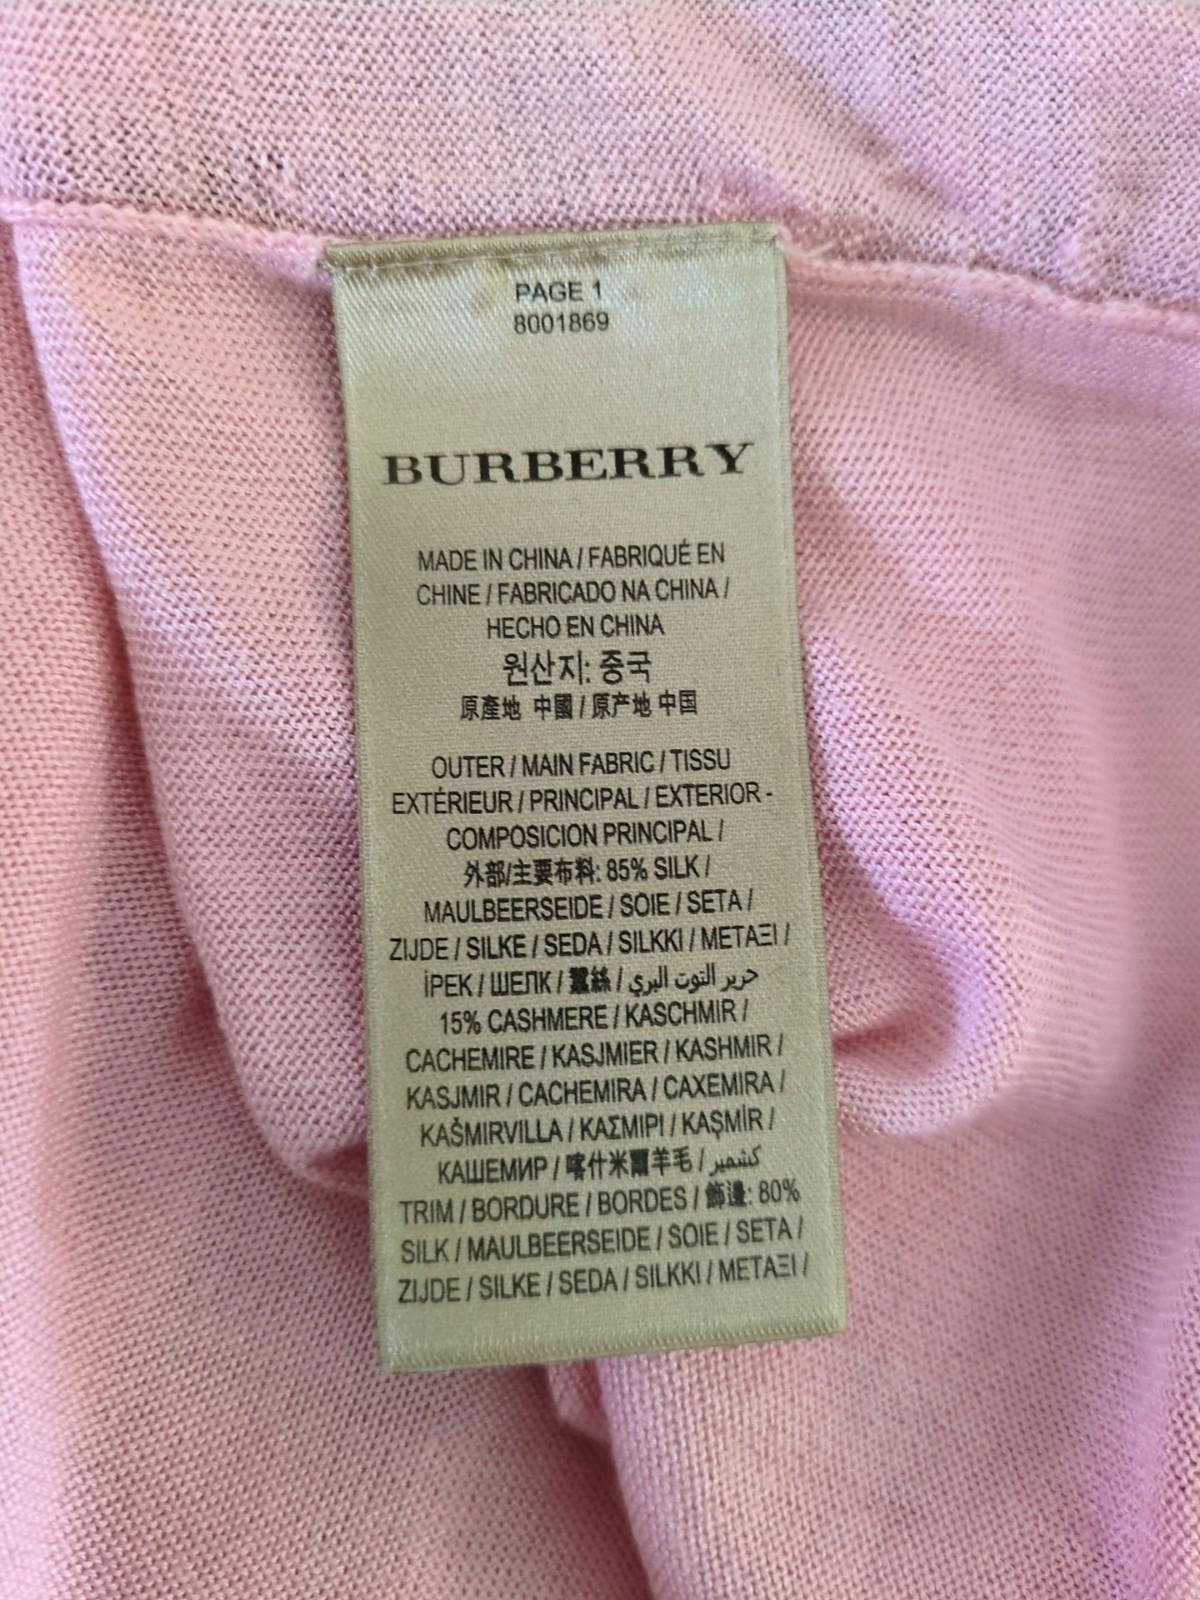 PAGE 1
8001869
BURBERRY
MADE IN CHINA / FABRIQUÉ EN
CHINE / FABRICADO NA CHINA /
HECHO EN CHINA
원산지: 중국
原產地 中國 / 原产地 中国
OUTER / MAIN FABRIC / TISSU
EXTÉRIEUR / PRINCIPAL / EXTERIOR -
COMPOSICION PRINCIPAL /
外部/主要布料: 85% SILK /
MAULBEERSEIDE / SOIE / SETA /
ZIJDE / SILKE / SEDA / SILKKI / ΜΕΤΑΞΙ /
İPEK / ШЕЛК / 蠶絲 / حرير التوت البري
15% CASHMERE / KASCHMIR /
CACHEMIRE / KASJMIER / KASHMIR /
KASJMIR / CACHEMIRA / CAXEMIRA /
KAŠMIRVILLA / ΚΑΣΜΙΡΙ / KAŞMİR /
КАШЕМИР / 喀什米爾羊毛 / كشمير
TRIM / BORDURE / BORDES / 飾邊: 80%
SILK / MAULBEERSEIDE / SOIE / SETA /
ZIJDE / SILKE / SEDA / SILKKI / ΜΕΤΑΞΙ /